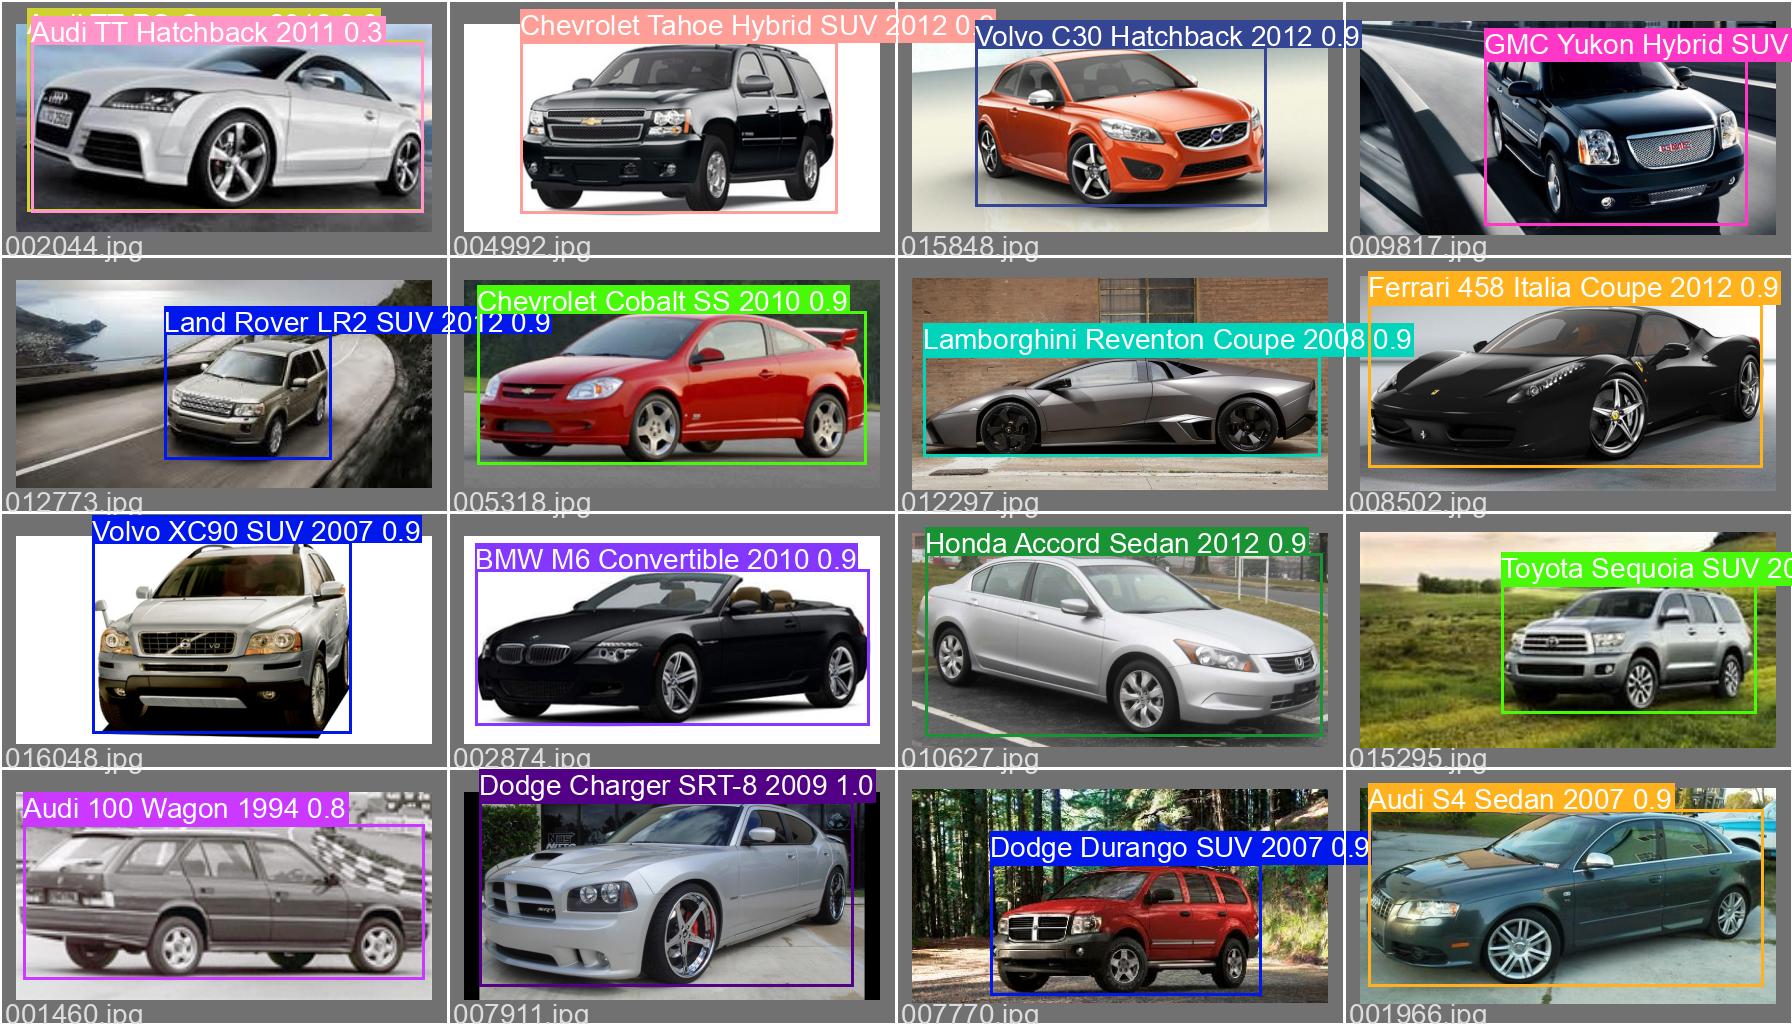 Audi TT Hatchback 2011 0.3
Chevrolet Tahoe Hybrid SUV 2012 0.9
Volvo C30 Hatchback 2012 0.9
GMC Yukon Hybrid SUV
GMC
002044.jpg
004992.jpg
015848.jpg
009817.jpg
Land Rover LR2 SUV 2012 0.9
Chevrolet Cobalt SS 2010 0.9
Lamborghini Reventon Coupe 2008 0.9
Ferrari 458 Italia Coupe 2012 0.9
012773.jpg
005318.jpg
012297.jpg
008502.jpg
Volvo XC90 SUV 2007 0.9
BMW M6 Convertible 2010 0.9
Honda Accord Sedan 2012 0.9
Toyota Sequoia SUV 20
016048.jpg
002874.jpg
010627.jpg
015295.jpg
Audi 100 Wagon 1994 0.8
Dodge Charger SRT-8 2009 1.0
Dodge Durango SUV 2007 0.9
Audi S4 Sedan 2007 0.9
001460.jpg
007911.jpg
007770.jpg
001966.jpg